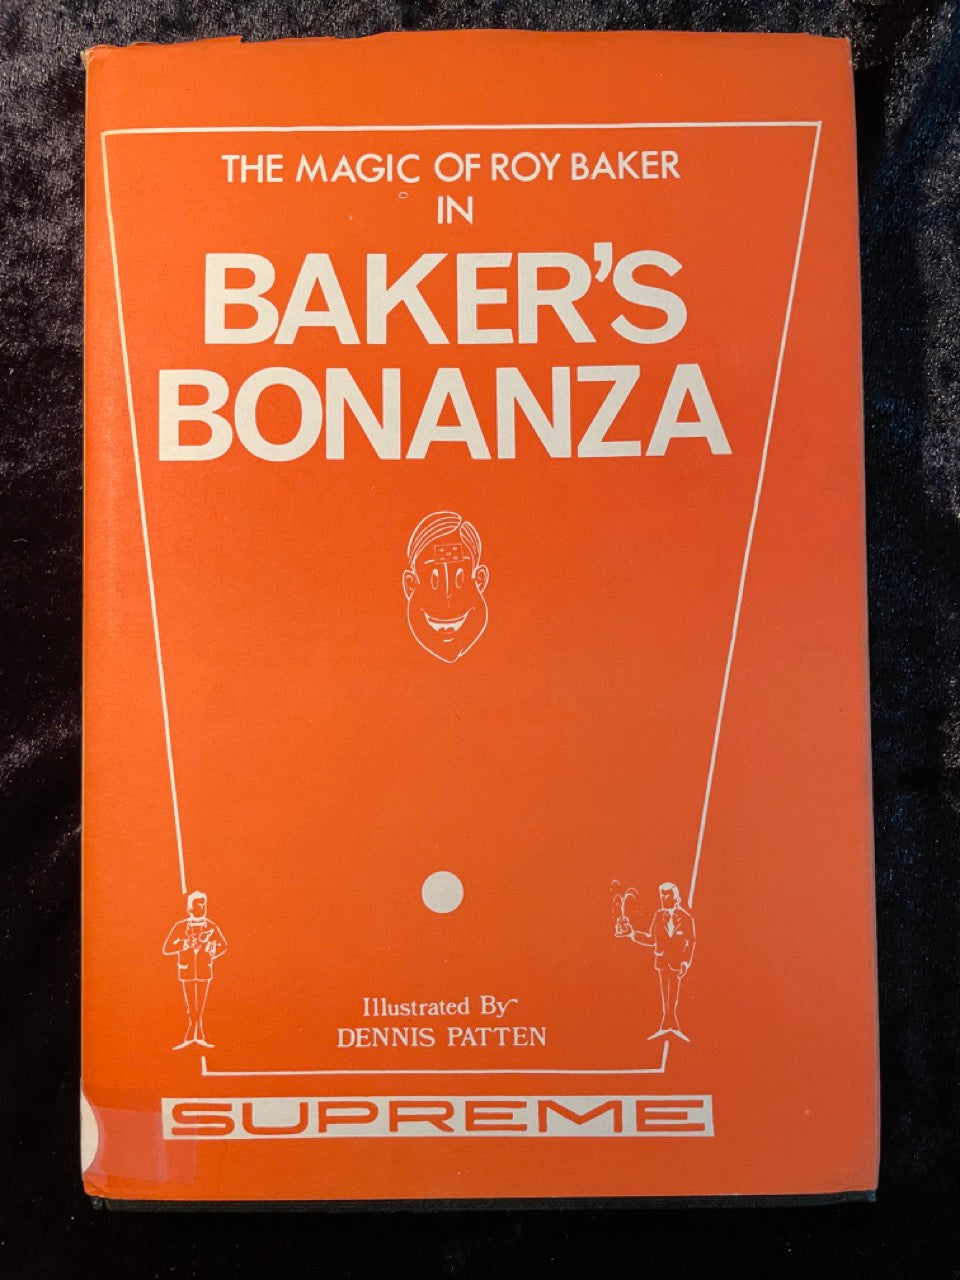 THE MAGIC OF ROY BAKER
IN
BAKER'S
BONANZA
Illustrated By
DENNIS PATTEN
SUPREME